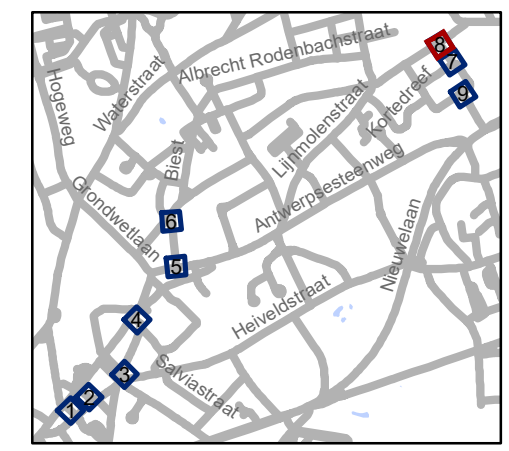 8
Albrecht Rodenbachstraat
7
Hogeweg
Waterstraat
9
Kortedreef
Lijnmolenstraat
Biest
Antwerpsesteenweg
Grondwetlaan
6
Nieuwelaan
5
Heiveldstraat
4
Salviastraat
3
2
1